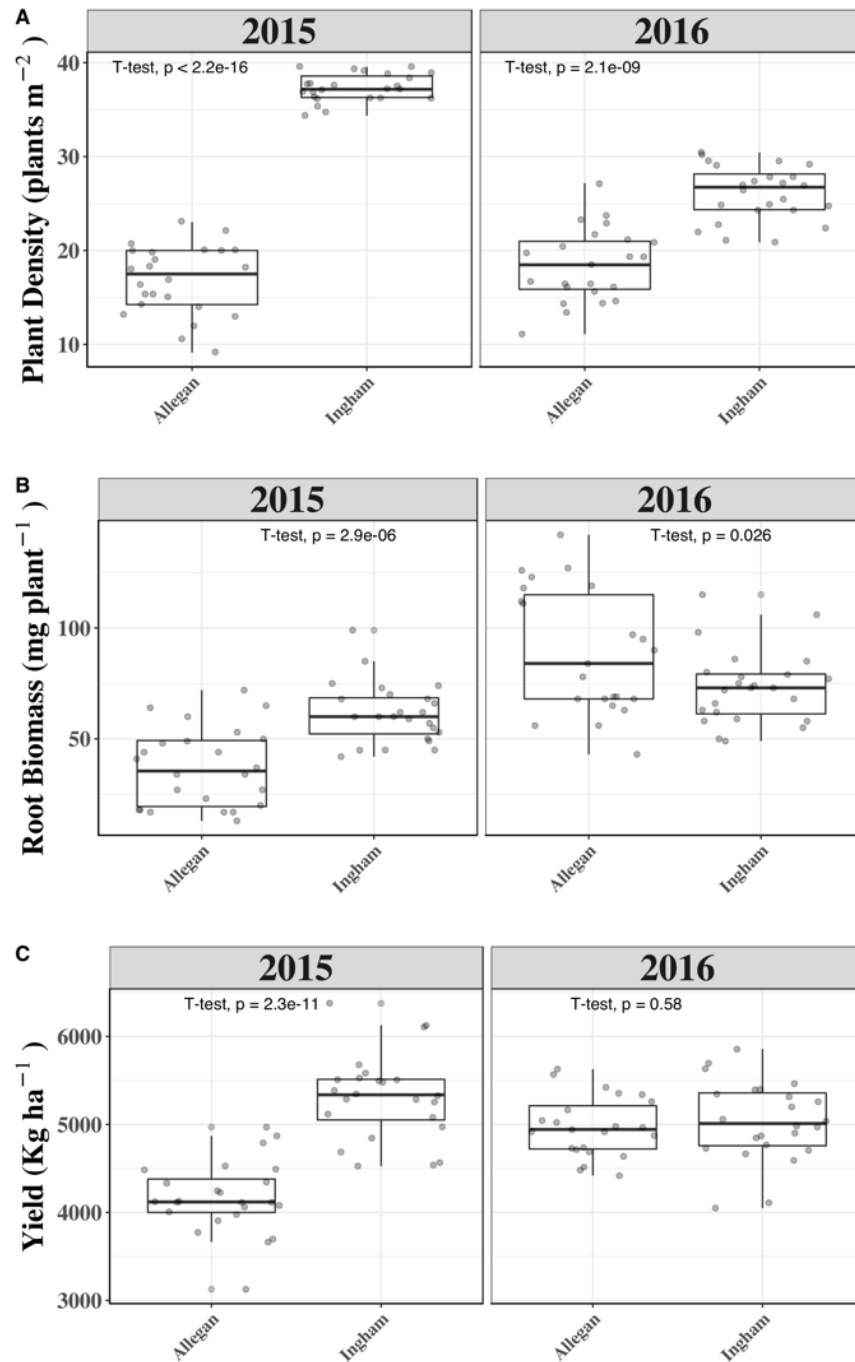 A
2015
2016
T-test, p < 2.2e-16
T-test, p = 2.1e-09
Plant Density (plants m⁻²)
40
30
20
10
Allegan
Ingham
Allegan
Ingham
B
2015
2016
T-test, p = 2.9e-06
T-test, p = 0.026
Root Biomass (mg plant⁻¹)
100
50
Allegan
Ingham
Allegan
Ingham
C
2015
2016
T-test, p = 2.3e-11
T-test, p = 0.58
Yield (Kg ha⁻¹)
6000
5000
4000
3000
Allegan
Ingham
Allegan
Ingham